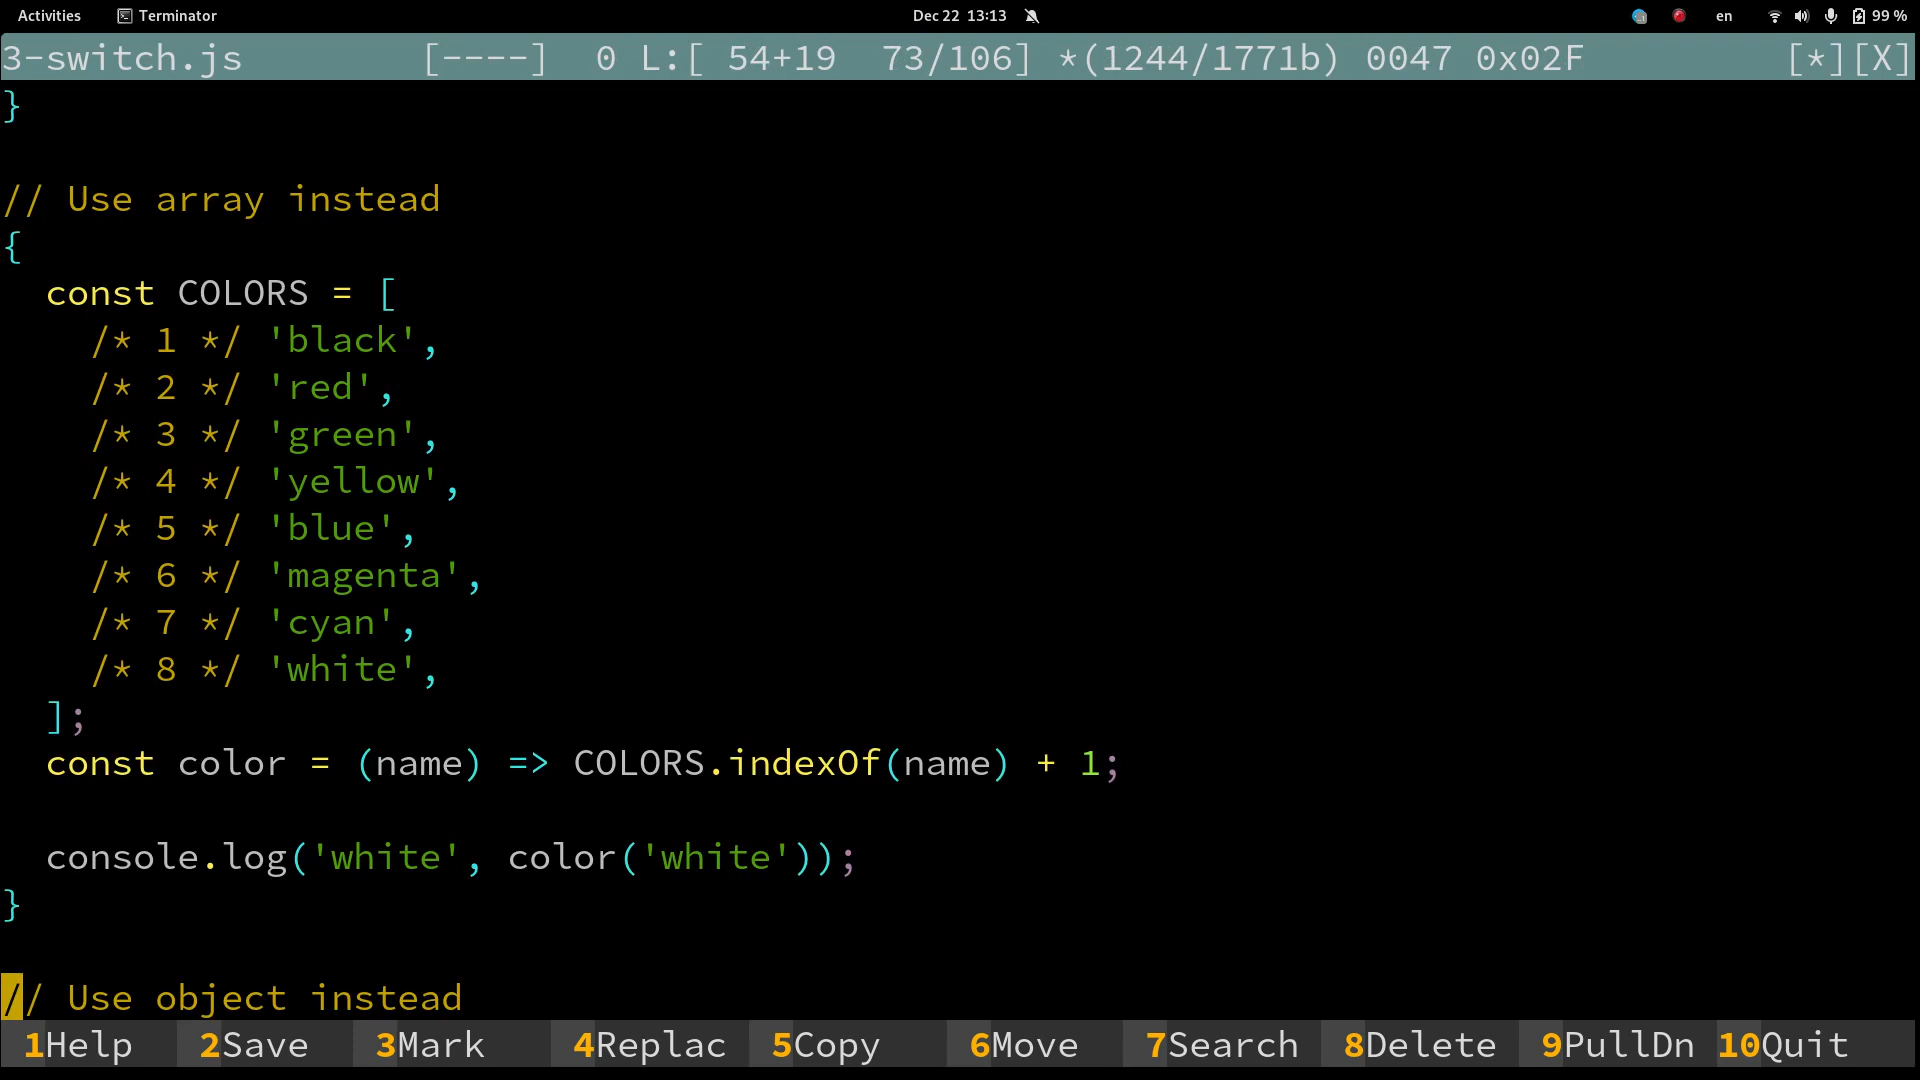 Activities Terminator Dec 22 13:13 en 99 %
3-switch.js [----] 0 L:[ 54+19 73/106] *(1244/1771b) 0047 0x02F [*][X]
}
// Use array instead
{
const COLORS = [
/* 1 */ 'black',
/* 2 */ 'red',
/* 3 */ 'green',
/* 4 */ 'yellow',
/* 5 */ 'blue',
/* 6 */ 'magenta',
/* 7 */ 'cyan',
/* 8 */ 'white',
];
const color = (name) => COLORS.indexOf(name) + 1;
console.log('white', color('white'));
}
// Use object instead
1Help 2Save 3Mark 4Replac 5Copy 6Move 7Search 8Delete 9PullDn 10Quit